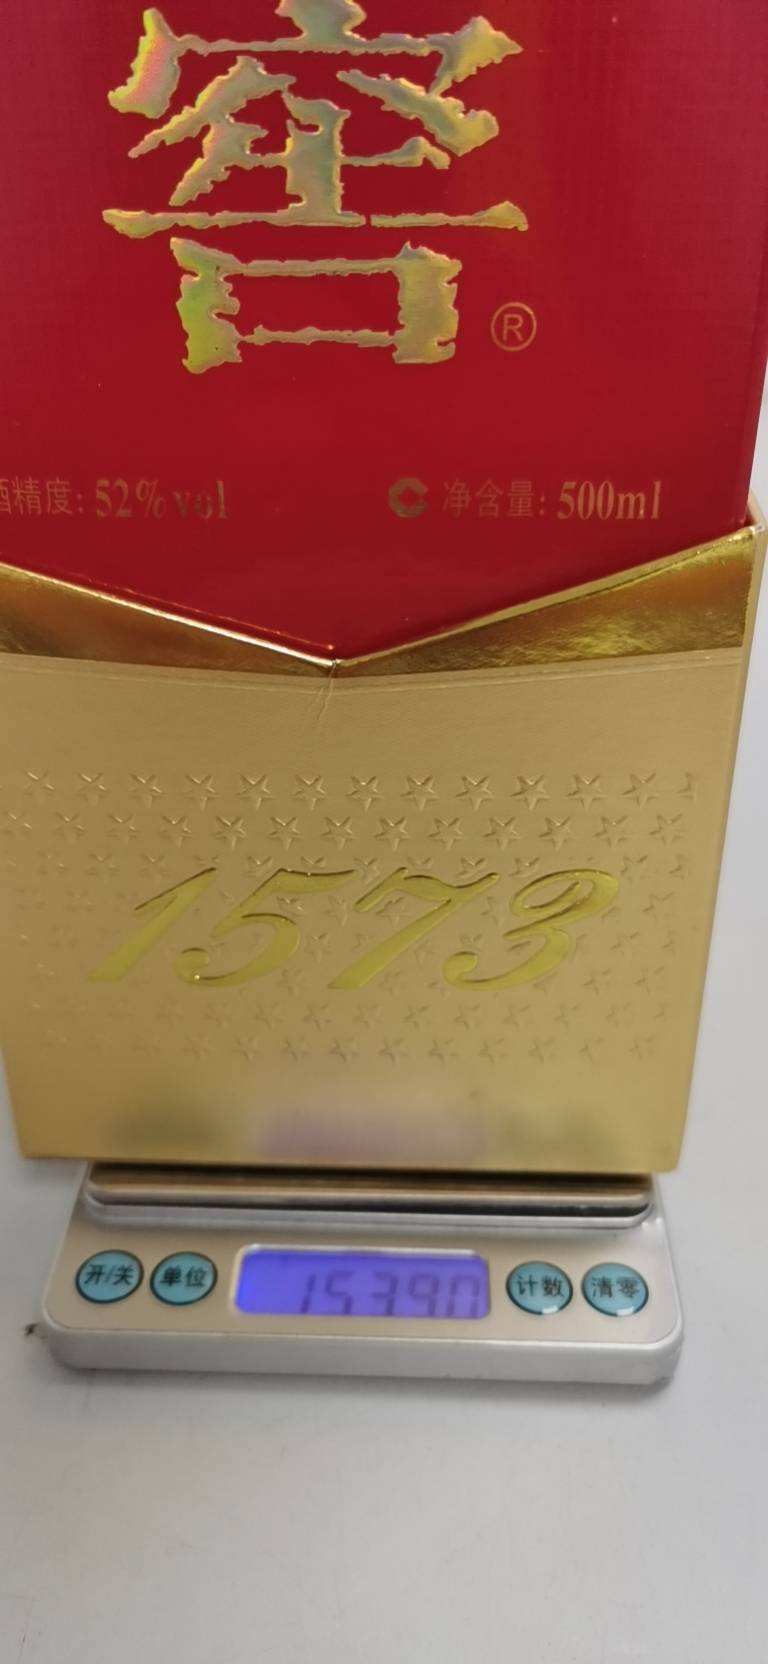 窖®
酒精度: 52%vol 净含量: 500ml
1573
开/关 单位 1539.0 计数 清零